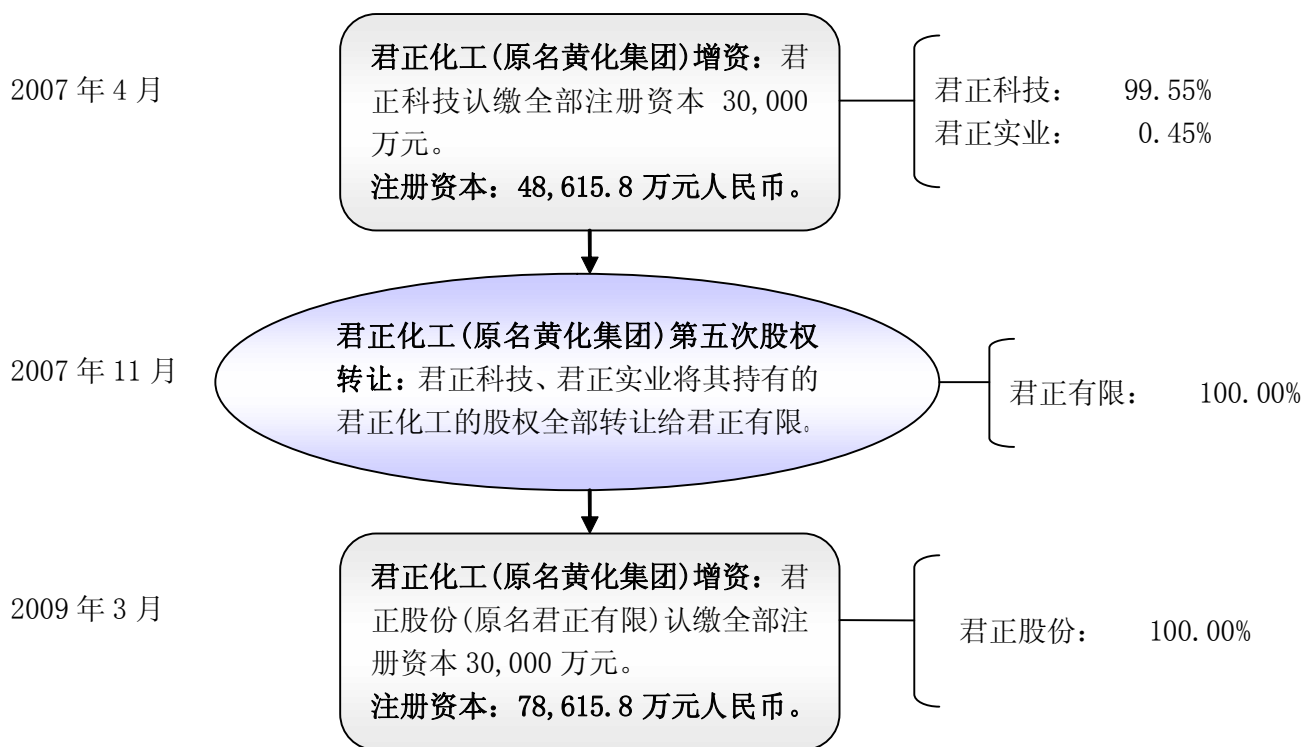 2007 年 4 月
君正化工(原名黄化集团)增资：君
正科技认缴全部注册资本 30,000
万元。
注册资本：48,615.8 万元人民币。
君正科技： 99.55%
君正实业： 0.45%
2007 年 11 月
君正化工(原名黄化集团)第五次股权
转让：君正科技、君正实业将其持有的
君正化工的股权全部转让给君正有限。
君正有限： 100.00%
2009 年 3 月
君正化工(原名黄化集团)增资：君
正股份(原名君正有限)认缴全部注
册资本 30,000 万元。
注册资本：78,615.8 万元人民币。
君正股份： 100.00%